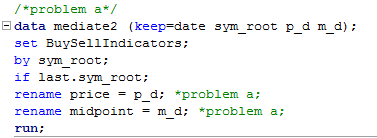 /*problem a*/
data mediate2 (keep=date sym_root p_d m_d);
set BuySellIndicators;
by sym_root;
if last.sym_root;
rename price = p_d; *problem a;
rename midpoint = m_d; *problem a;
run;